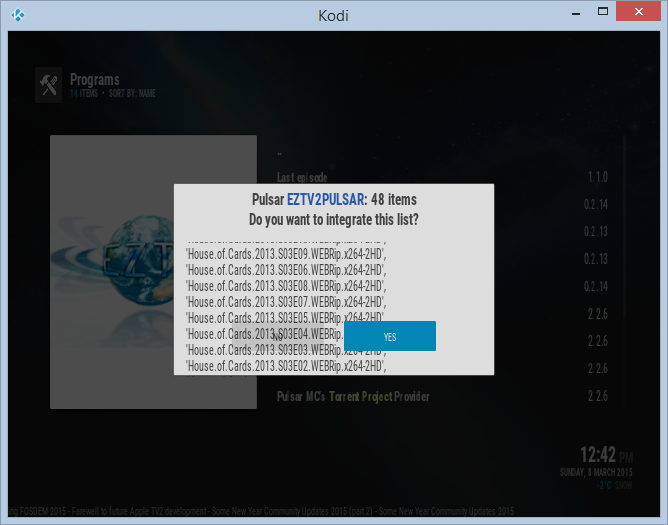 Kodi
Programs
14 ITEMS • SORT BY: NAME
..
Last episode 1.1.0
0.2.14
0.2.13
0.2.13
0.2.14
2.2.6
2.2.6
2.2.6
Pulsar MC's Torrent Project Provider 2.2.6
Pulsar EZTV2PULSAR: 48 items
Do you want to integrate this list?
'House.of.Cards.2013.S03E09.WEBRip.x264-2HD',
'House.of.Cards.2013.S03E06.WEBRip.x264-2HD',
'House.of.Cards.2013.S03E08.WEBRip.x264-2HD',
'House.of.Cards.2013.S03E07.WEBRip.x264-2HD',
'House.of.Cards.2013.S03E05.WEBRip.x264-2HD',
'House.of.Cards.2013.S03E04.WEBRip.
'House.of.Cards.2013.S03E03.WEBRip.
'House.of.Cards.2013.S03E02.WEBRip.x264-2HD',
NO
YES
12:42 PM
SUNDAY, 8 MARCH 2015
-2°C SNOW
ng FOSDEM 2015 - Farewell to future Apple TV2 development - Some New Year Community Updates 2015 (part 2) - Some New Year Community Updates 2015